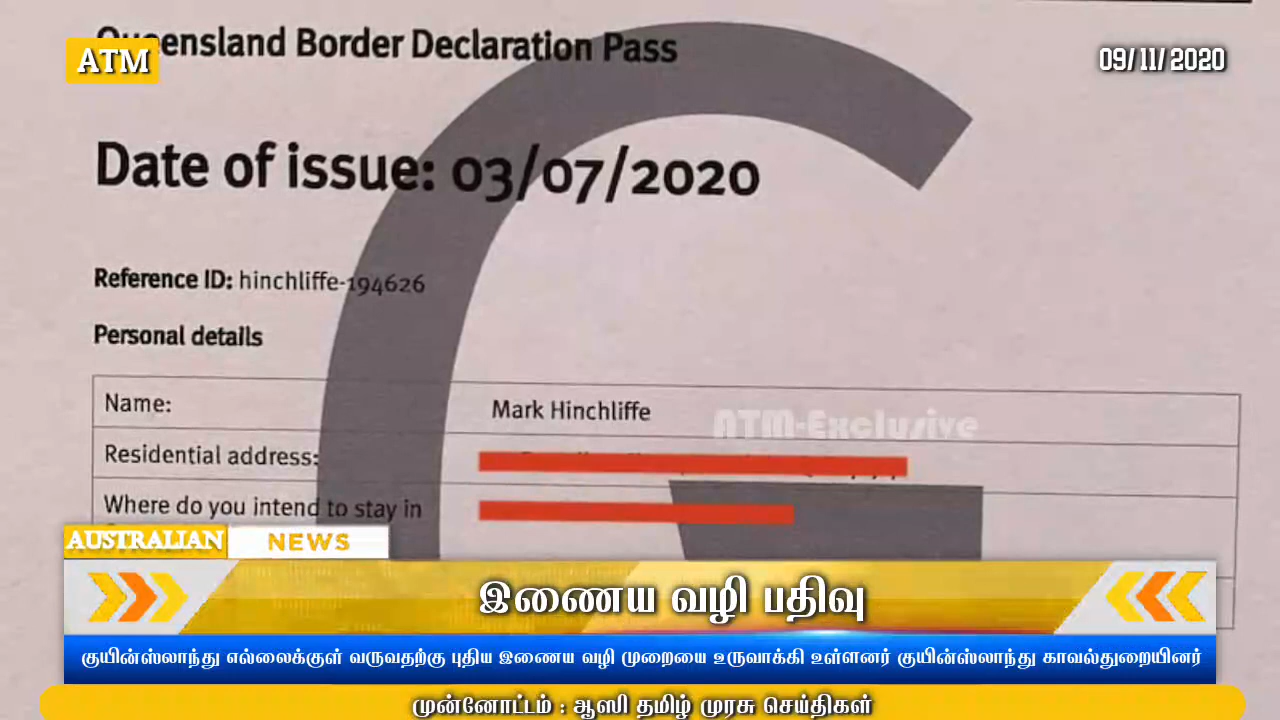 Queensland Border Declaration Pass
ATM
09/11/2020
Date of issue: 03/07/2020
Reference ID: hinchliffe-194626
Personal details
Name: Mark Hinchliffe
ATM-Exclusive
Residential address:
Where do you intend to stay in
AUSTRALIAN NEWS
இணைய வழி பதிவு
குயின்ஸ்லாந்து எல்லைக்குள் வருவதற்கு புதிய இணைய வழி முறையை உருவாக்கி உள்ளனர் குயின்ஸ்லாந்து காவல்துறையினர்
முன்னோட்டம் : ஆஸி தமிழ் முரசு செய்திகள்